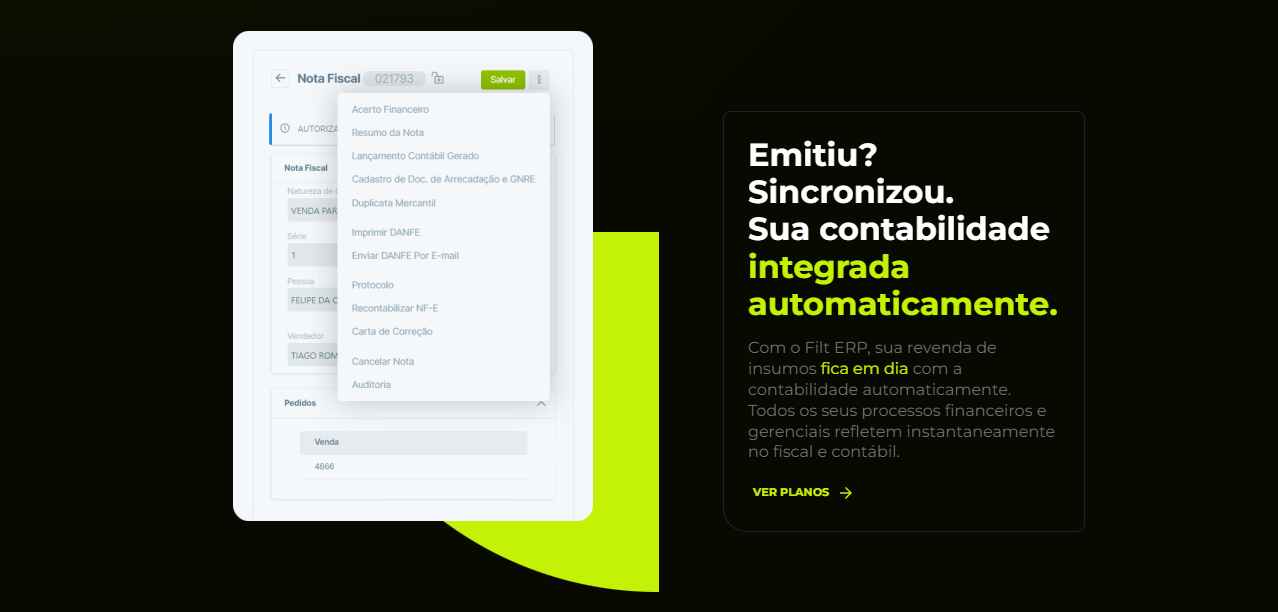 Nota Fiscal 021793 Salvar
AUTORIZA
Nota Fiscal
Natureza de
VENDA PAR
Série
1
Pessoa
FELIPE DA
Vendedor
TIAGO ROM
Acerto Financeiro
Resumo da Nota
Lançamento Contábil Gerado
Cadastro de Doc. de Arrecadação e GNRE
Duplicata Mercantil
Imprimir DANFE
Enviar DANFE Por E-mail
Protocolo
Recontabilizar NF-E
Carta de Correção
Cancelar Nota
Auditoria
Pedidos
Venda
4666
Emitiu?
Sincronizou.
Sua contabilidade
integrada
automaticamente.
Com o Filt ERP, sua revenda de
insumos fica em dia com a
contabilidade automaticamente.
Todos os seus processos financeiros e
gerenciais refletem instantaneamente
no fiscal e contábil.
VER PLANOS